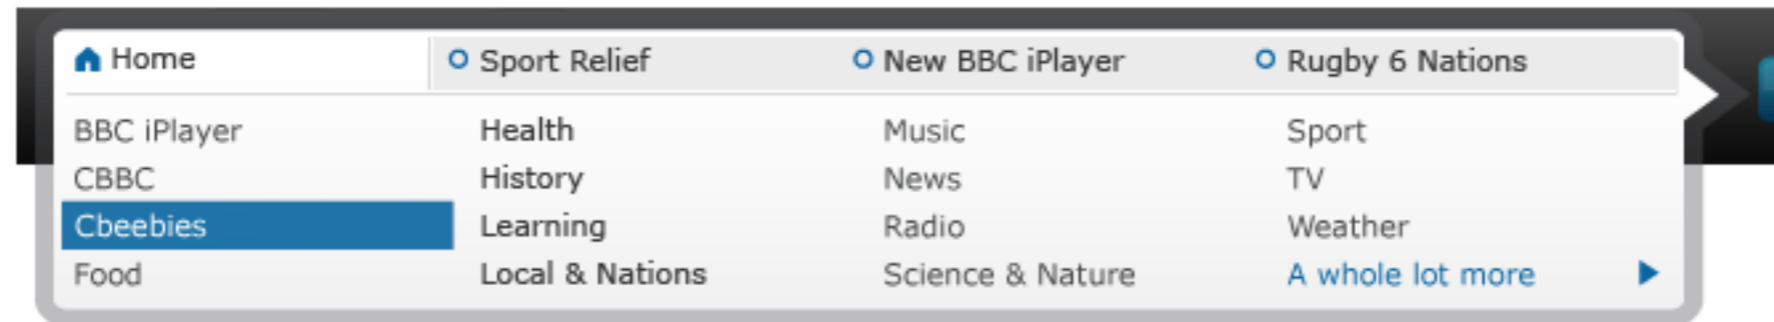 Home Sport Relief New BBC iPlayer Rugby 6 Nations
BBC iPlayer Health Music Sport
CBBC History News TV
Cbeebies Learning Radio Weather
Food Local & Nations Science & Nature A whole lot more